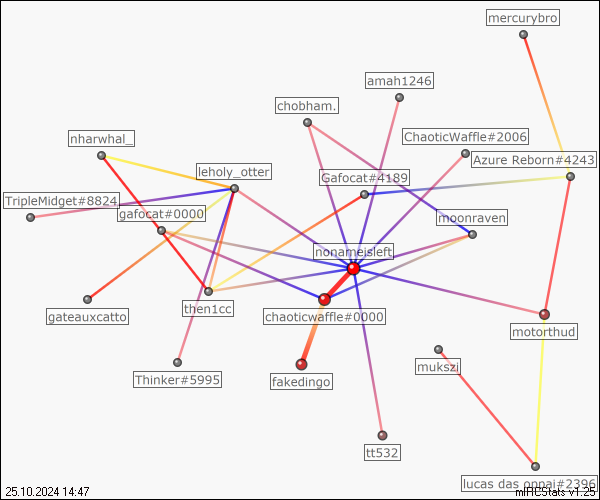 mercurybro
amah1246
chobham.
nharwhal_
ChaoticWaffle#2006
Azure Reborn#4243
leholy_otter
Gafocat#4189
TripleMidget#8824
gafocat#0000
moonraven
nonameisleft
gateauxcatto
then1cc
chaoticwaffle#0000
motorthud
Thinker#5995
fakedingo
mukszi
tt532
lucas das oppai#2396
25.10.2024 14:47
mIRCStats v1.25